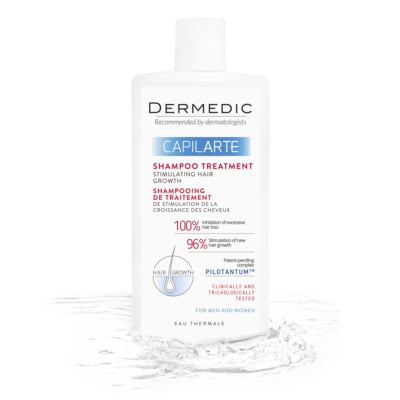 DERMEDIC
Recommended by dermatologists
CAPILARTE
SHAMPOO TREATMENT
STIMULATING HAIR
GROWTH
SHAMPOOING
DE TRAITEMENT
DE STIMULATION DE LA
CROISSANCE DES CHEVEUX
100% Inhibition of excessive
hair loss
96% Stimulation of new
hair growth
Patent-pending
complex
PILOTANTUM™
HAIR GROWTH
CLINICALLY AND
TRICHOLOGICALLY
TESTED
FOR MEN AND WOMEN
EAU THERMALE